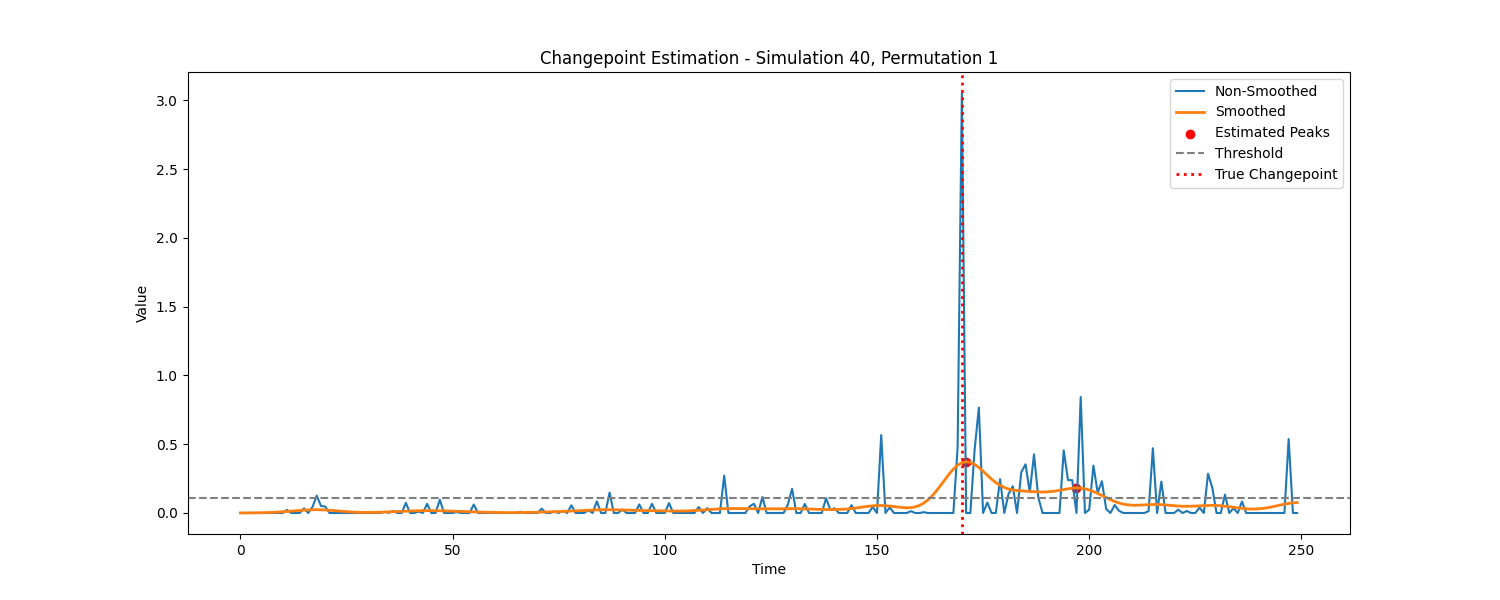 Changepoint Estimation - Simulation 40, Permutation 1
Non-Smoothed
Smoothed
Estimated Peaks
Threshold
True Changepoint
Value
3.0
2.5
2.0
1.5
1.0
0.5
0.0
0
50
100
150
200
250
Time